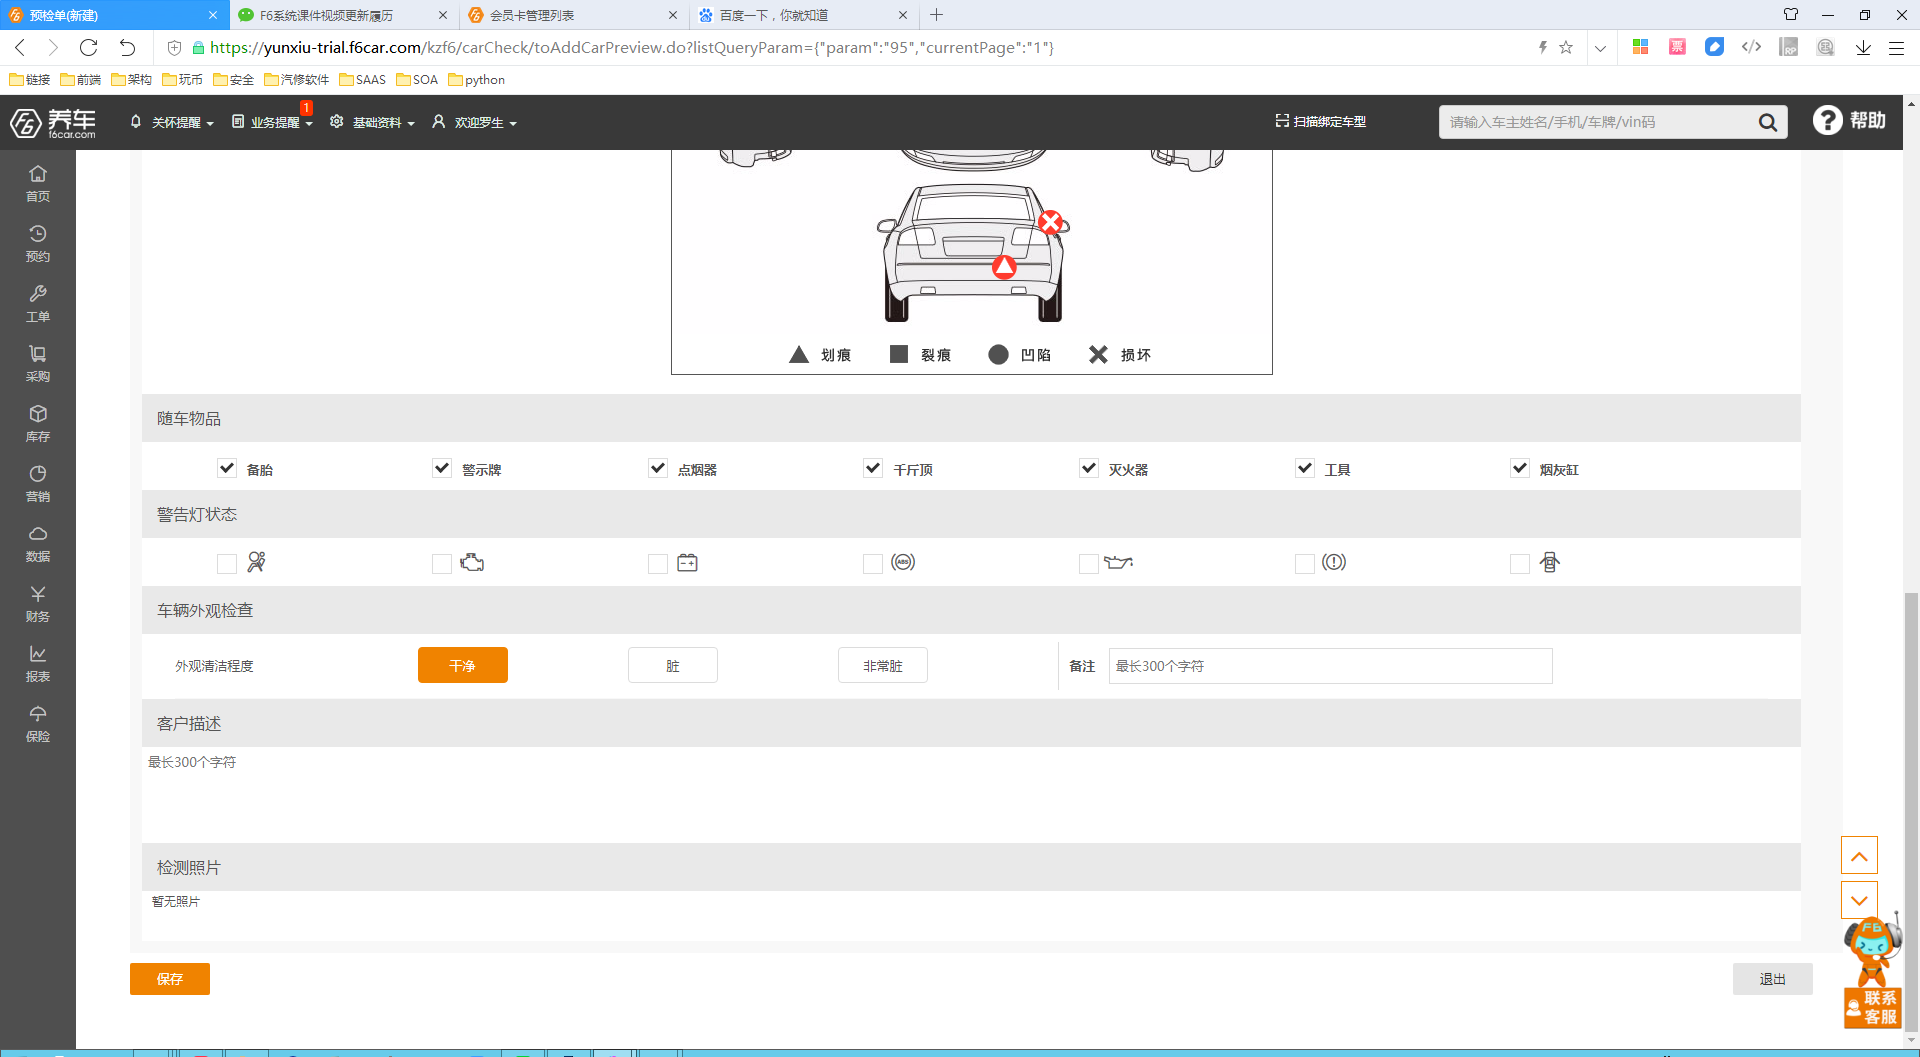 预检单(新建)
F6系统课件视频更新履历
会员卡管理列表
百度一下，你就知道
https://yunxiu-trial.f6car.com/kzf6/carCheck/toAddCarPreview.do?listQueryParam={"param":"95","currentPage":"1"}
票
RP
链接 前端 架构 玩币 安全 汽修软件 SAAS SOA python
F6 养车 f6car.com
关怀提醒
业务提醒 1
基础资料
欢迎罗生
扫描绑定车型
请输入车主姓名/手机/车牌/vin码
? 帮助
首页
预约
工单
采购
库存
营销
数据
财务
报表
保险
划痕 裂痕 凹陷 损坏
随车物品
备胎 警示牌 点烟器 千斤顶 灭火器 工具 烟灰缸
警告灯状态
ABS
车辆外观检查
外观清洁程度 干净 脏 非常脏 备注 最长300个字符
客户描述
最长300个字符
检测照片
暂无照片
保存
退出
F6
联系
客服